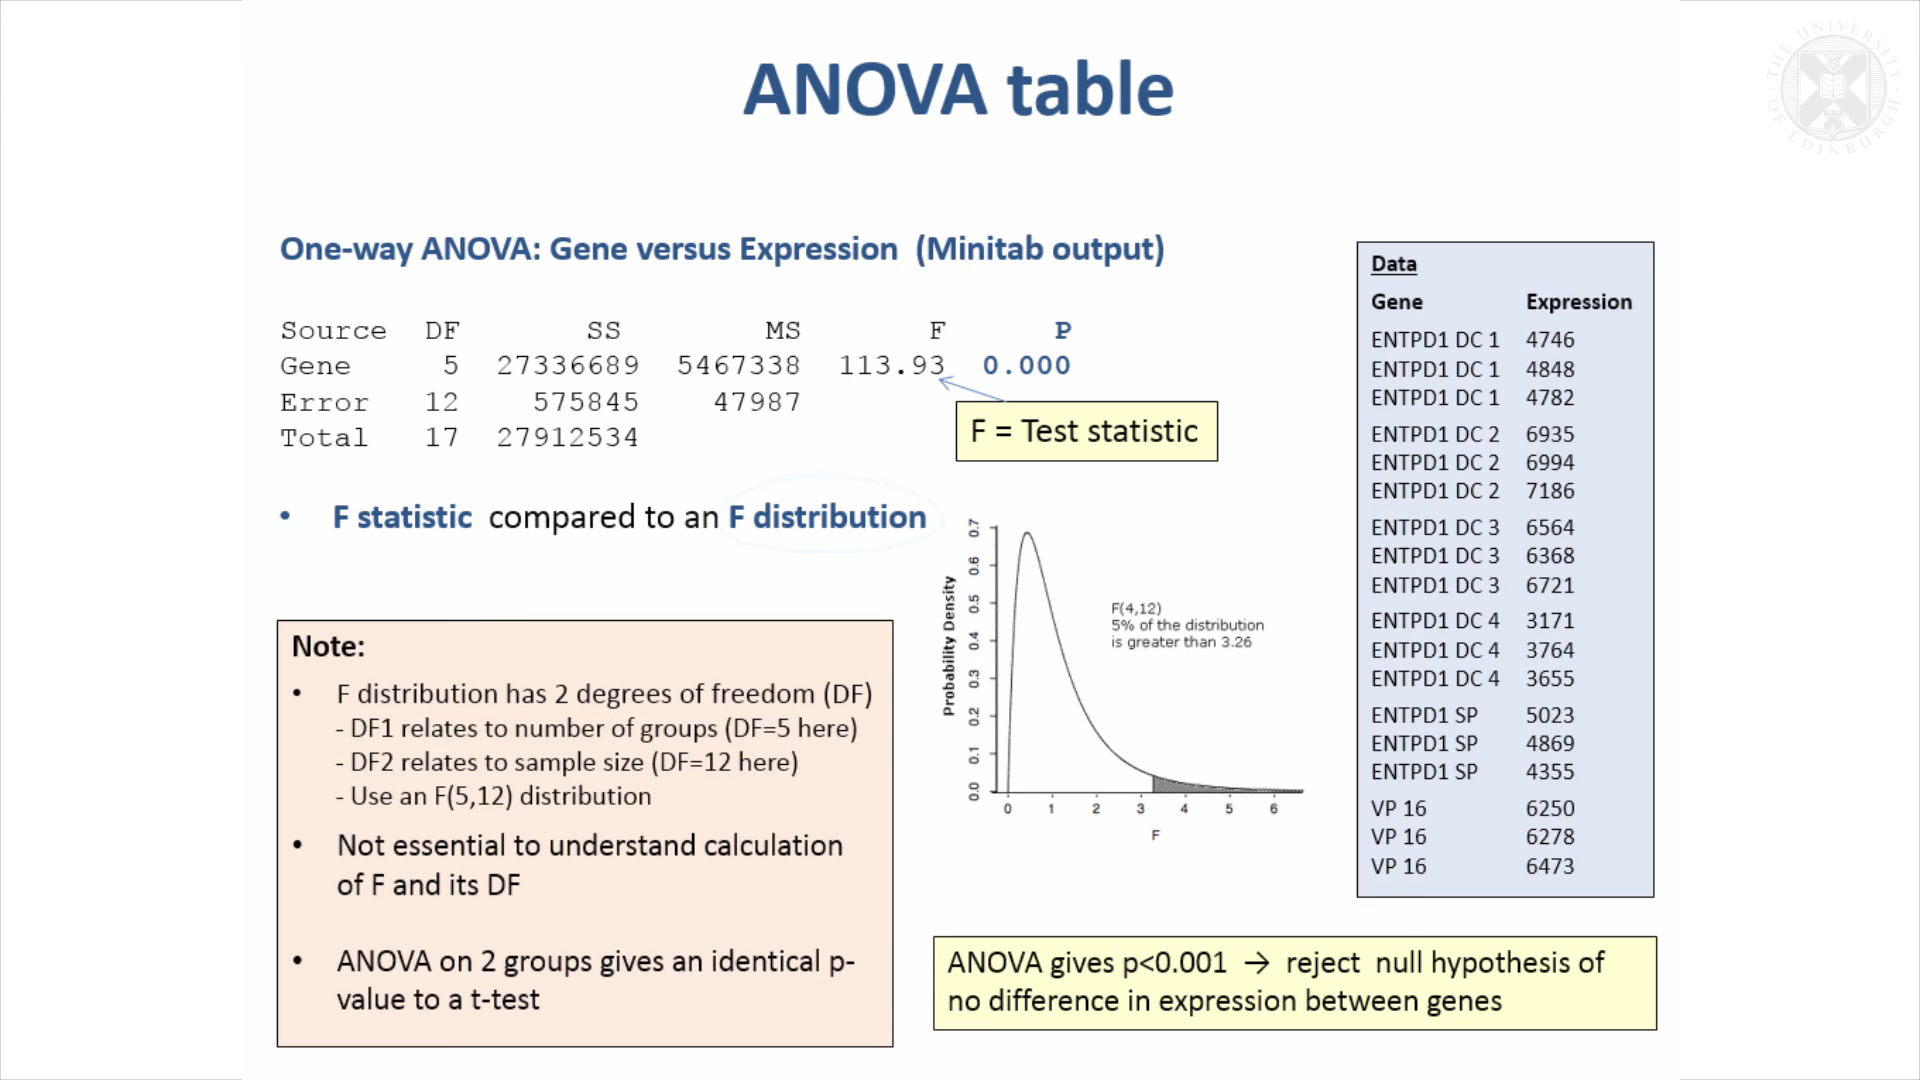 ANOVA table
THE UNIVERSITY OF EDINBURGH
One-way ANOVA: Gene versus Expression (Minitab output)
Source DF SS MS F P
Gene 5 27336689 5467338 113.93 0.000
Error 12 575845 47987
Total 17 27912534
F = Test statistic
• F statistic compared to an F distribution
Note:
• F distribution has 2 degrees of freedom (DF)
- DF1 relates to number of groups (DF=5 here)
- DF2 relates to sample size (DF=12 here)
- Use an F(5,12) distribution
• Not essential to understand calculation
of F and its DF
• ANOVA on 2 groups gives an identical p-
value to a t-test
Probability Density
0.7
0.6
0.5
0.4
0.3
0.2
0.1
0.0
F(4,12)
5% of the distribution
is greater than 3.26
0 1 2 3 4 5 6
F
Data
Gene Expression
ENTPD1 DC 1 4746
ENTPD1 DC 1 4848
ENTPD1 DC 1 4782
ENTPD1 DC 2 6935
ENTPD1 DC 2 6994
ENTPD1 DC 2 7186
ENTPD1 DC 3 6564
ENTPD1 DC 3 6368
ENTPD1 DC 3 6721
ENTPD1 DC 4 3171
ENTPD1 DC 4 3764
ENTPD1 DC 4 3655
ENTPD1 SP 5023
ENTPD1 SP 4869
ENTPD1 SP 4355
VP 16 6250
VP 16 6278
VP 16 6473
ANOVA gives p<0.001 → reject null hypothesis of
no difference in expression between genes